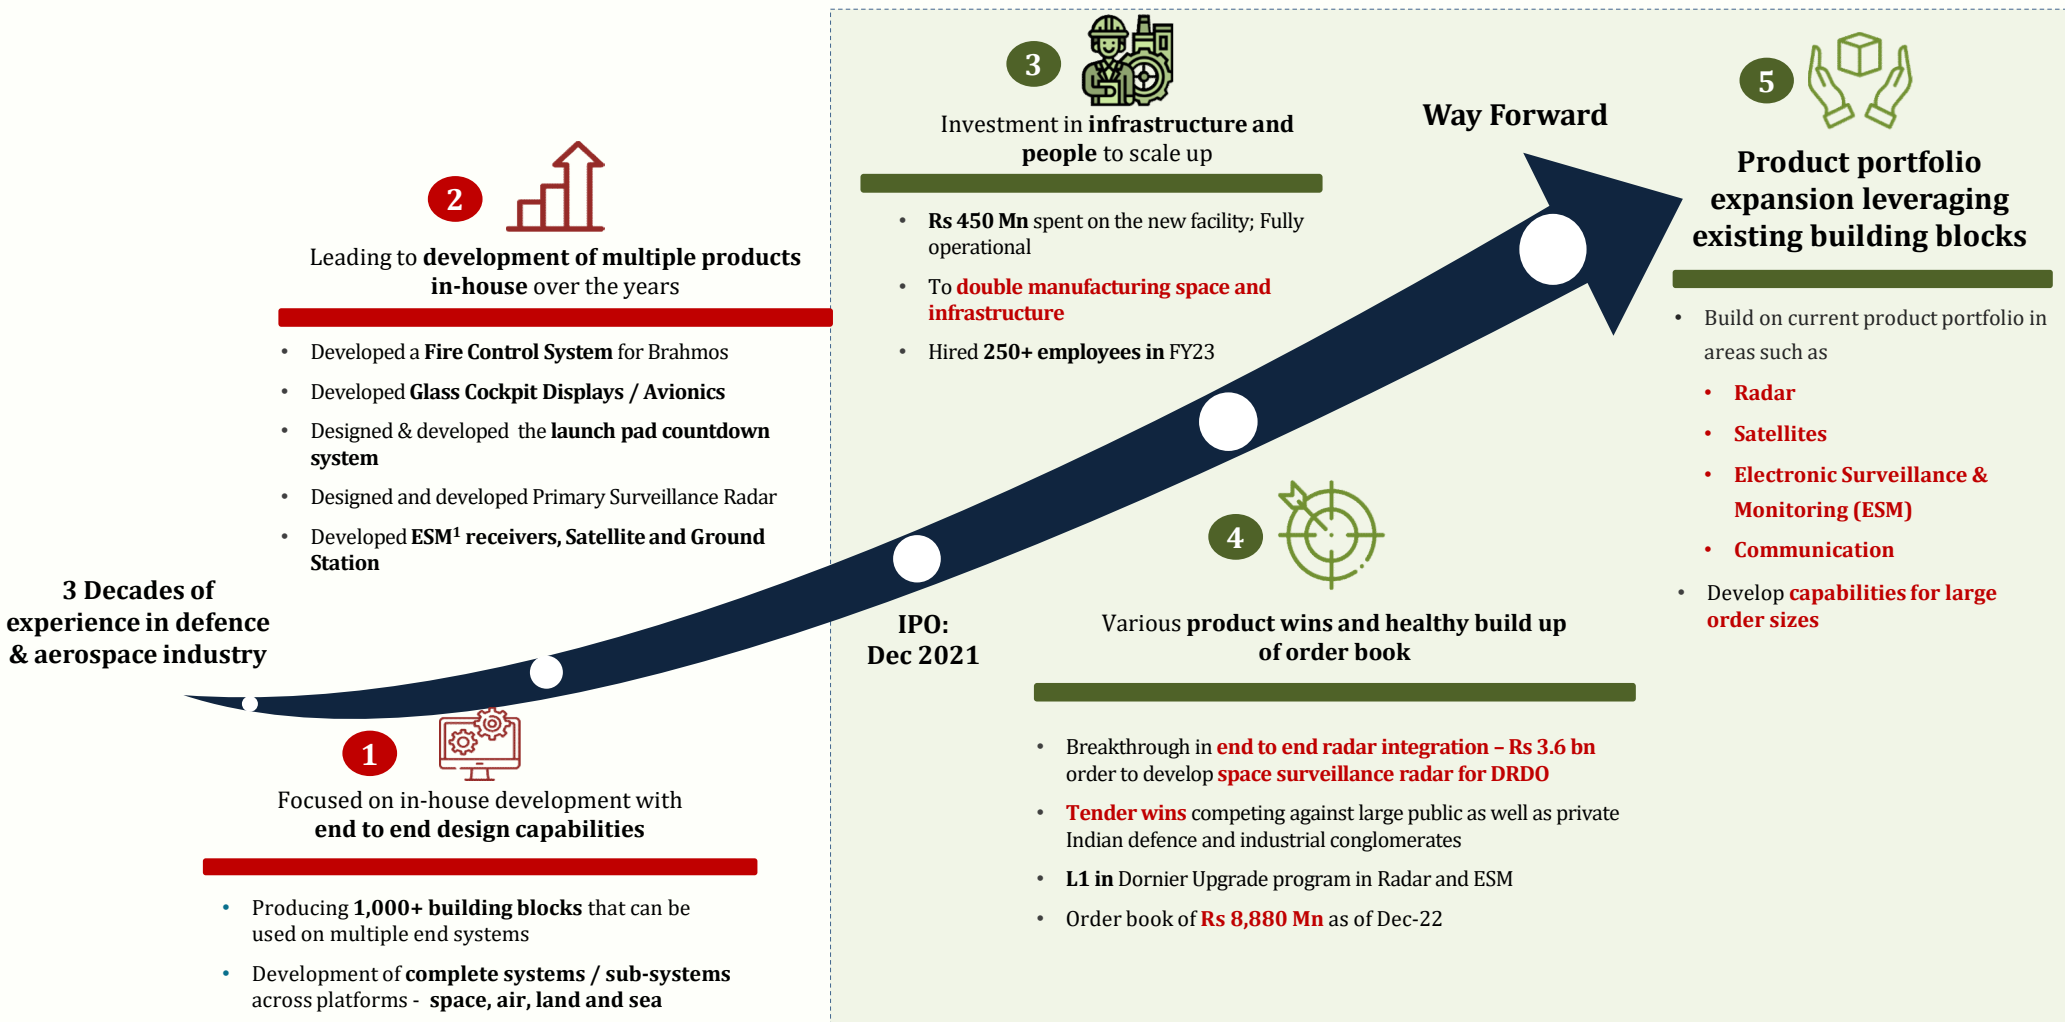 3 Decades of
experience in defence
& aerospace industry
1
Focused on in-house development with
end to end design capabilities
• Producing 1,000+ building blocks that can be
used on multiple end systems
• Development of complete systems / sub-systems
across platforms - space, air, land and sea
2
Leading to development of multiple products
in-house over the years
• Developed a Fire Control System for Brahmos
• Developed Glass Cockpit Displays / Avionics
• Designed & developed the launch pad countdown
system
• Designed and developed Primary Surveillance Radar
• Developed ESM¹ receivers, Satellite and Ground
Station
IPO:
Dec 2021
3
Investment in infrastructure and
people to scale up
• Rs 450 Mn spent on the new facility; Fully
operational
• To double manufacturing space and
infrastructure
• Hired 250+ employees in FY23
4
Various product wins and healthy build up
of order book
• Breakthrough in end to end radar integration – Rs 3.6 bn
order to develop space surveillance radar for DRDO
• Tender wins competing against large public as well as private
Indian defence and industrial conglomerates
• L1 in Dornier Upgrade program in Radar and ESM
• Order book of Rs 8,880 Mn as of Dec-22
Way Forward
5
Product portfolio
expansion leveraging
existing building blocks
• Build on current product portfolio in
areas such as
• Radar
• Satellites
• Electronic Surveillance &
Monitoring (ESM)
• Communication
• Develop capabilities for large
order sizes